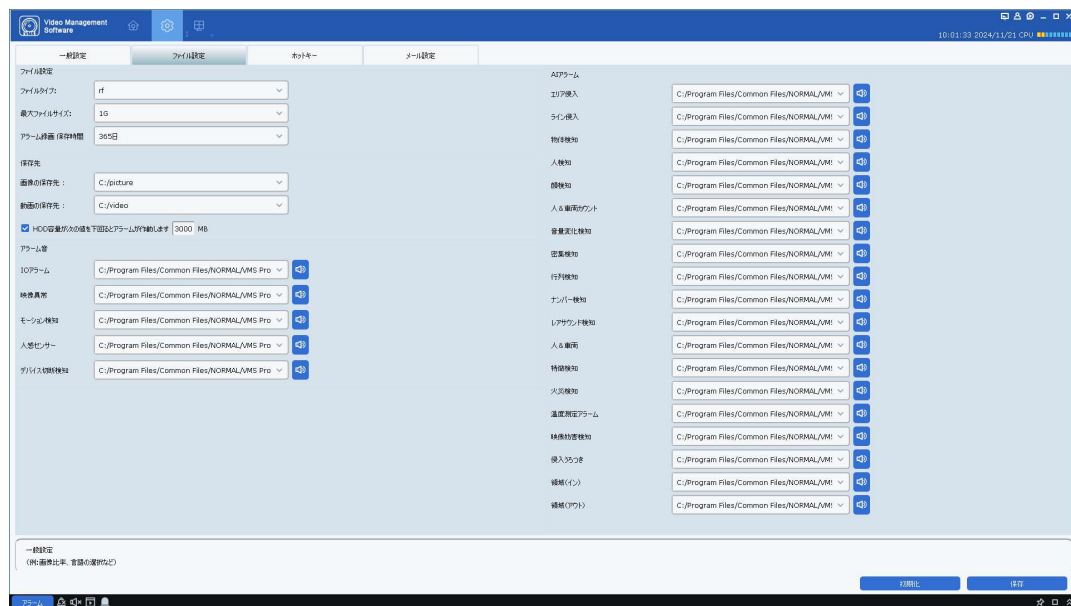 Video Management
Software
10:01:33 2024/11/21 CPU
一般設定
ファイル設定
ホットキー
メール設定
ファイル設定
ファイルタイプ: rf
最大ファイルサイズ: 1G
アラーム録画 保存時間 365日
保存先
画像の保存先: C:/picture
動画の保存先: C:/video
HDD容量が次の値を下回るとアラームが作動します 3000 MB
アラーム音
IOアラーム C:/Program Files/Common Files/NORMAL/VMS Pro
映像異常 C:/Program Files/Common Files/NORMAL/VMS Pro
モーション検知 C:/Program Files/Common Files/NORMAL/VMS Pro
人感センサー C:/Program Files/Common Files/NORMAL/VMS Pro
デバイス切断検知 C:/Program Files/Common Files/NORMAL/VMS Pro
AIアラーム
エリア侵入 C:/Program Files/Common Files/NORMAL/VMS
ライン侵入 C:/Program Files/Common Files/NORMAL/VMS
物体検知 C:/Program Files/Common Files/NORMAL/VMS
人検知 C:/Program Files/Common Files/NORMAL/VMS
顔検知 C:/Program Files/Common Files/NORMAL/VMS
人&車両カウント C:/Program Files/Common Files/NORMAL/VMS
音量変化検知 C:/Program Files/Common Files/NORMAL/VMS
密集検知 C:/Program Files/Common Files/NORMAL/VMS
行列検知 C:/Program Files/Common Files/NORMAL/VMS
ナンバー検知 C:/Program Files/Common Files/NORMAL/VMS
レアサウンド検知 C:/Program Files/Common Files/NORMAL/VMS
人&車両 C:/Program Files/Common Files/NORMAL/VMS
特徴検知 C:/Program Files/Common Files/NORMAL/VMS
火災検知 C:/Program Files/Common Files/NORMAL/VMS
温度測定アラーム C:/Program Files/Common Files/NORMAL/VMS
映像妨害検知 C:/Program Files/Common Files/NORMAL/VMS
侵入うろつき C:/Program Files/Common Files/NORMAL/VMS
領域(イン) C:/Program Files/Common Files/NORMAL/VMS
領域(アウト) C:/Program Files/Common Files/NORMAL/VMS
一般設定
(例:画像比率、言語の選択など)
初期化
保存
アラーム